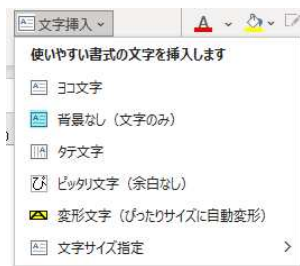 文字挿入
A
使いやすい書式の文字を挿入します
ヨコ文字
背景なし（文字のみ）
タテ文字
ピッタリ文字（余白なし）
変形文字（ぴったりサイズに自動変形）
文字サイズ指定